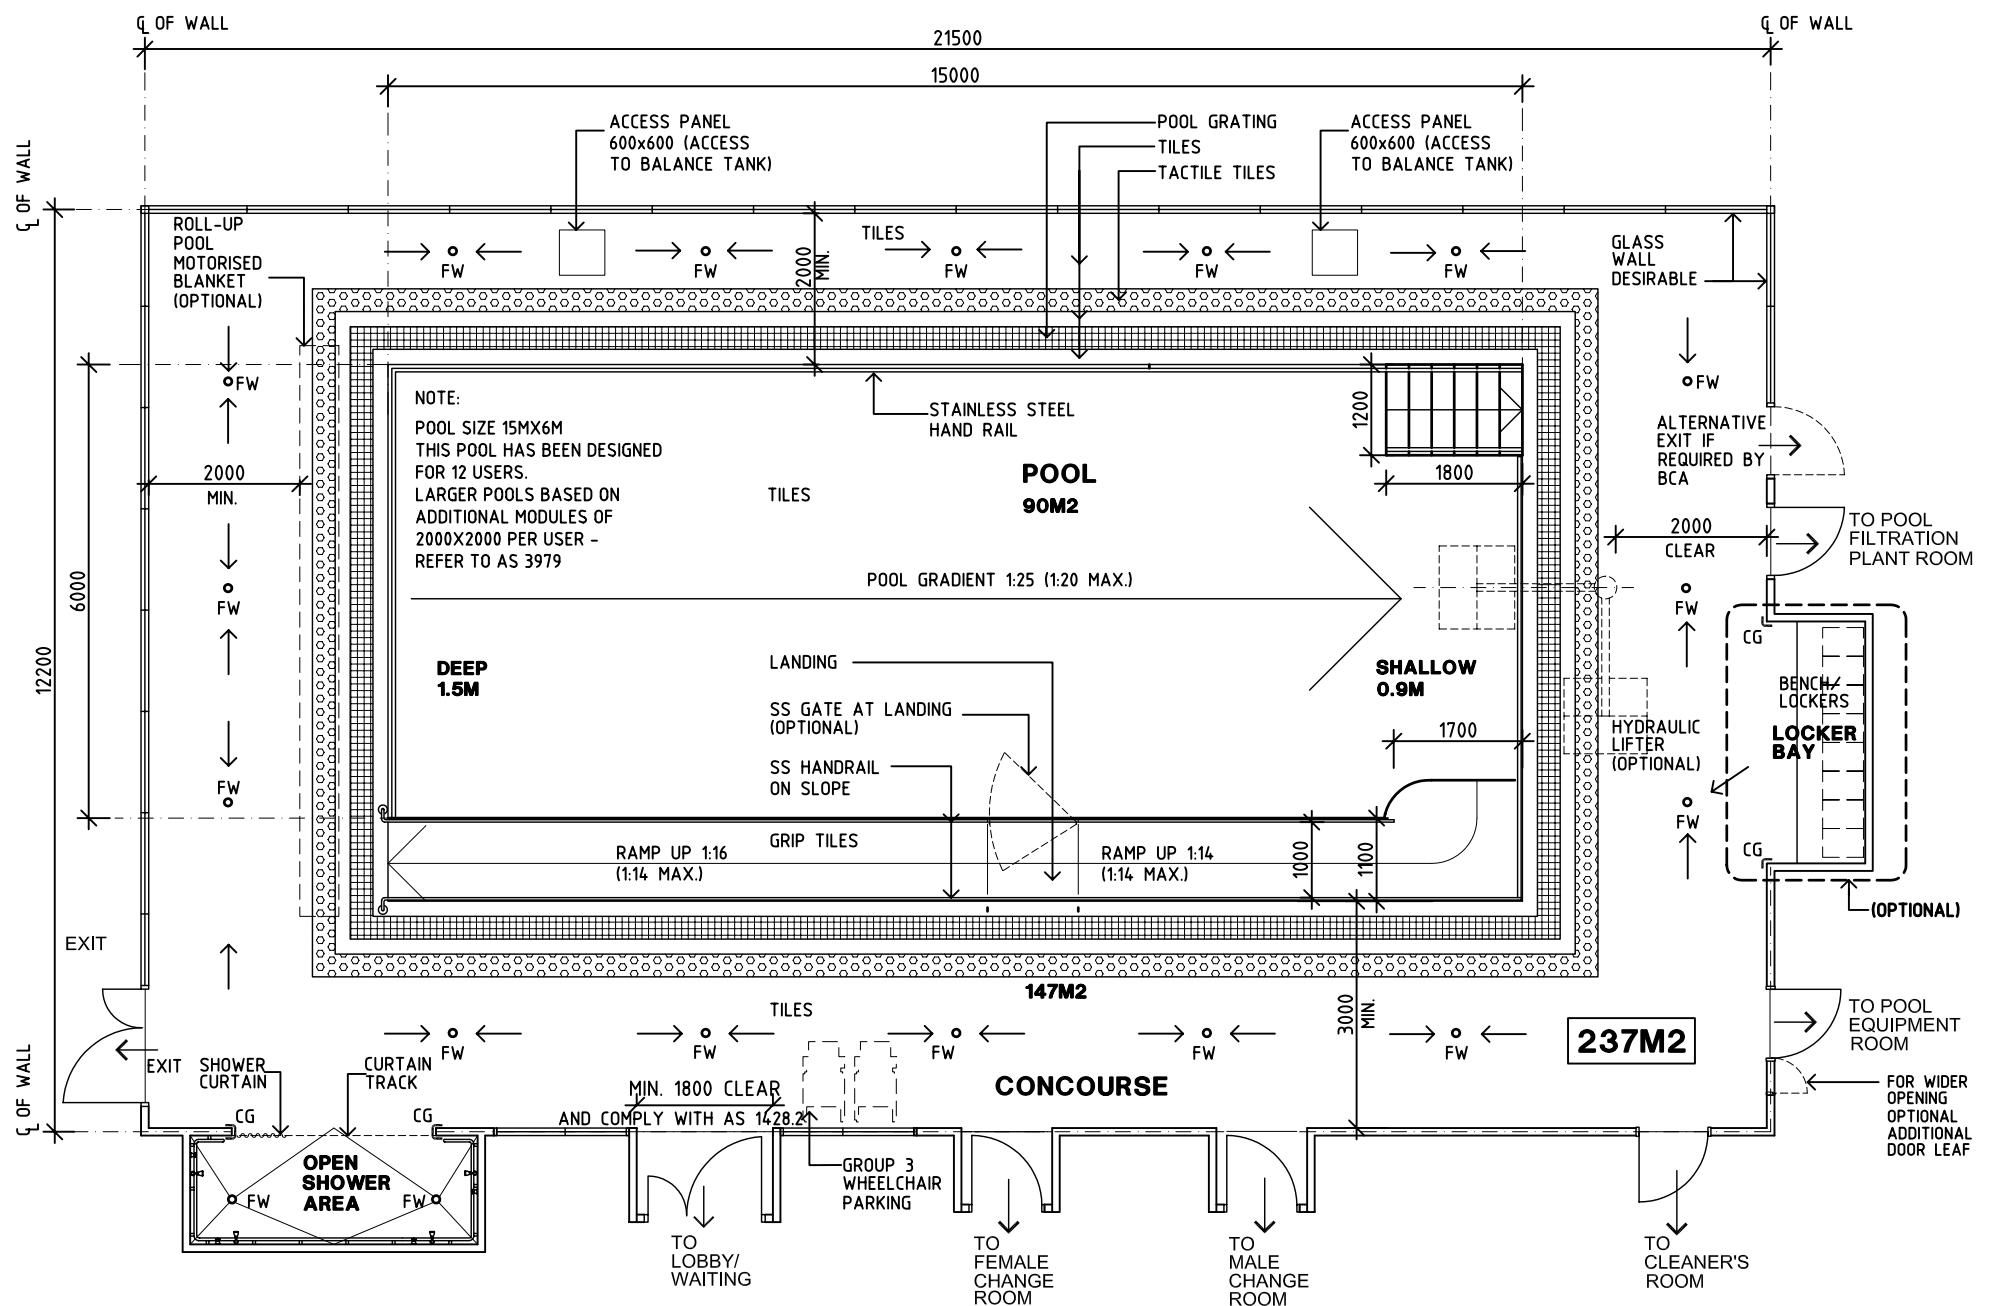 ℄ OF WALL
℄ OF WALL
21500
15000
ACCESS PANEL
600x600 (ACCESS
TO BALANCE TANK)
POOL GRATING
TILES
TACTILE TILES
ACCESS PANEL
600x600 (ACCESS
TO BALANCE TANK)
℄ OF WALL
ROLL-UP
POOL
MOTORISED
BLANKET
(OPTIONAL)
TILES
2000
MIN.
GLASS
WALL
DESIRABLE
FW
FW
FW
FW
FW
FW
FW
NOTE:
POOL SIZE 15MX6M
THIS POOL HAS BEEN DESIGNED
FOR 12 USERS.
LARGER POOLS BASED ON
ADDITIONAL MODULES OF
2000X2000 PER USER –
REFER TO AS 3979
STAINLESS STEEL
HAND RAIL
1200
1800
ALTERNATIVE
EXIT IF
REQUIRED BY
BCA
2000
MIN.
TILES
POOL
90M2
2000
CLEAR
TO POOL
FILTRATION
PLANT ROOM
6000
12200
POOL GRADIENT 1:25 (1:20 MAX.)
FW
FW
CG
DEEP
1.5M
LANDING
SHALLOW
0.9M
BENCH/
LOCKERS
LOCKER
BAY
SS GATE AT LANDING
(OPTIONAL)
1700
HYDRAULIC
LIFTER
(OPTIONAL)
SS HANDRAIL
ON SLOPE
FW
FW
GRIP TILES
RAMP UP 1:16
(1:14 MAX.)
RAMP UP 1:14
(1:14 MAX.)
1000
1100
CG
(OPTIONAL)
EXIT
147M2
TILES
3000
MIN.
TO POOL
EQUIPMENT
ROOM
237M2
FW
FW
FW
FW
FW
℄ OF WALL
EXIT
SHOWER
CURTAIN
CURTAIN
TRACK
MIN. 1800 CLEAR
AND COMPLY WITH AS 1428.2
CONCOURSE
FOR WIDER
OPENING
OPTIONAL
ADDITIONAL
DOOR LEAF
CG
CG
OPEN
SHOWER
AREA
FW
FW
GROUP 3
WHEELCHAIR
PARKING
TO
LOBBY/
WAITING
TO
FEMALE
CHANGE
ROOM
TO
MALE
CHANGE
ROOM
TO
CLEANER'S
ROOM